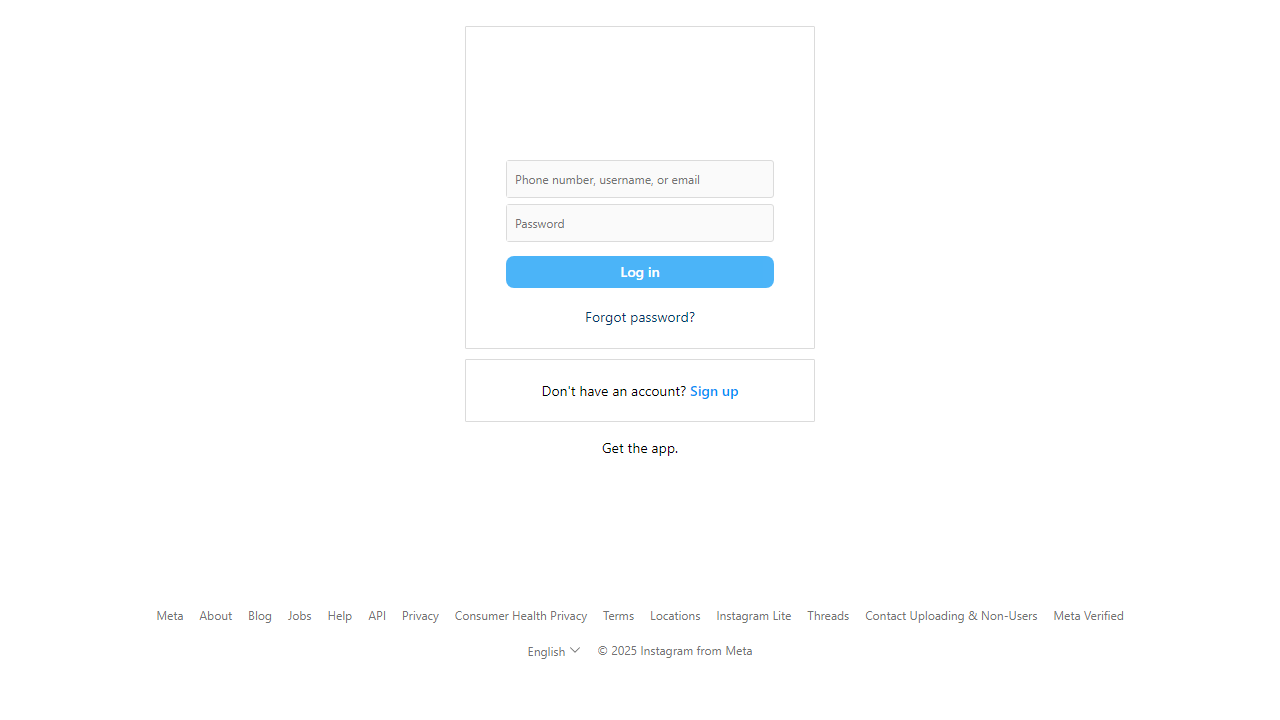 Phone number, username, or email
Password
Log in
Forgot password?
Don't have an account? Sign up
Get the app.
Meta About Blog Jobs Help API Privacy Consumer Health Privacy Terms Locations Instagram Lite Threads Contact Uploading & Non-Users Meta Verified
English © 2025 Instagram from Meta